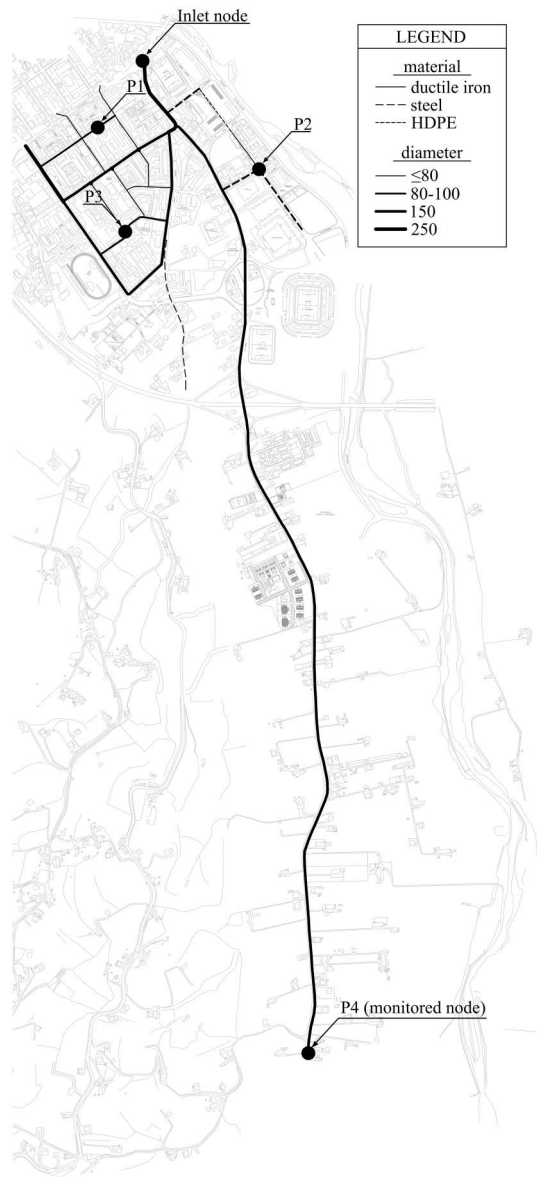 Inlet node
P1
P2
P3
LEGEND
material
ductile iron
steel
HDPE
diameter
≤80
80-100
150
250
P4 (monitored node)